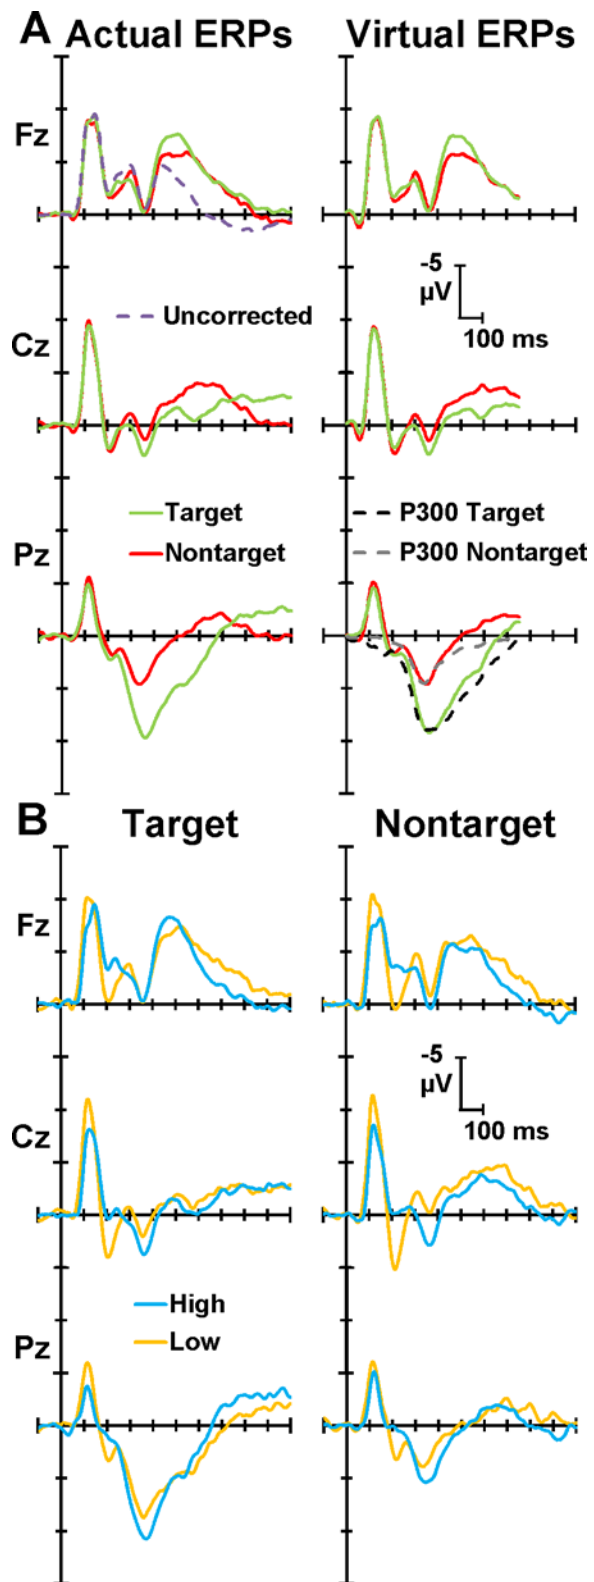 A Actual ERPs Virtual ERPs
Fz
-5
µV
100 ms
Uncorrected
Cz
Target
Nontarget
P300 Target
P300 Nontarget
Pz
B Target Nontarget
Fz
-5
µV
100 ms
Cz
High
Low
Pz